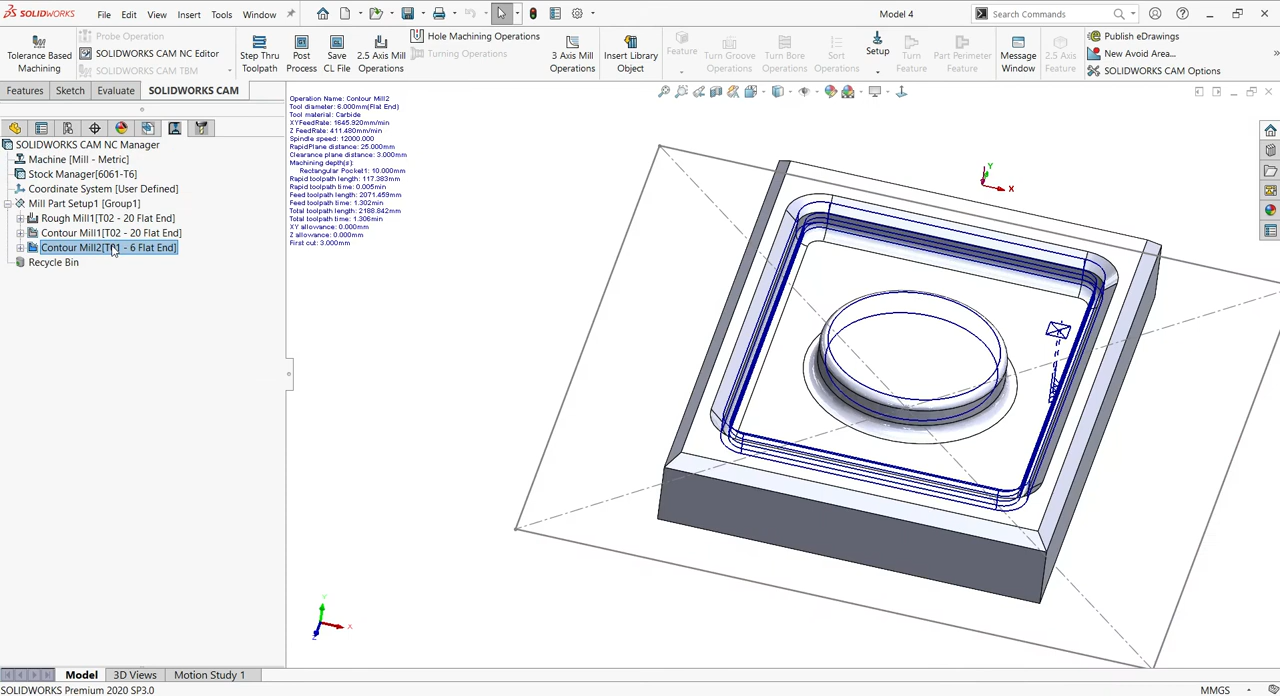 SOLIDWORKS File Edit View Insert Tools Window Model 4 Search Commands
Probe Operation
SOLIDWORKS CAM NC Editor
SOLIDWORKS CAM TBM
Tolerance Based
Machining
Step Thru
Toolpath
Post
Process
Save
CL File
2.5 Axis Mill
Operations
Hole Machining Operations
Turning Operations
3 Axis Mill
Operations
Insert Library
Object
Feature
Turn Groove
Operations
Turn Bore
Operations
Sort
Operations
Setup
Turn
Feature
Part Perimeter
Feature
Message
Window
2.5 Axis
Feature
Publish eDrawings
New Avoid Area...
SOLIDWORKS CAM Options
Features Sketch Evaluate SOLIDWORKS CAM
SOLIDWORKS CAM NC Manager
Machine [Mill - Metric]
Stock Manager[6061-T6]
Coordinate System [User Defined]
Mill Part Setup1 [Group1]
Rough Mill1[T02 - 20 Flat End]
Contour Mill1[T02 - 20 Flat End]
Contour Mill2[T01 - 6 Flat End]
Recycle Bin
Operation Name: Contour Mill2
Tool diameter: 6.000mm(Flat End)
Tool material: Carbide
XYFeedRate: 1645.920mm/min
Z FeedRate: 411.480mm/min
Spindle speed: 12000.000
RapidPlane distance: 25.000mm
Clearance plane distance: 3.000mm
Machining depth(s):
Rectangular Pocket1: 10.000mm
Rapid toolpath length: 117.383mm
Rapid toolpath time: 0.005min
Feed toolpath length: 2071.459mm
Feed toolpath time: 1.302min
Total toolpath length: 2188.842mm
Total toolpath time: 1.306min
XY allowance: 0.000mm
Z allowance: 0.000mm
First cut: 3.000mm
Y
X
Y
X
Z
Model 3D Views Motion Study 1
SOLIDWORKS Premium 2020 SP3.0 MMGS